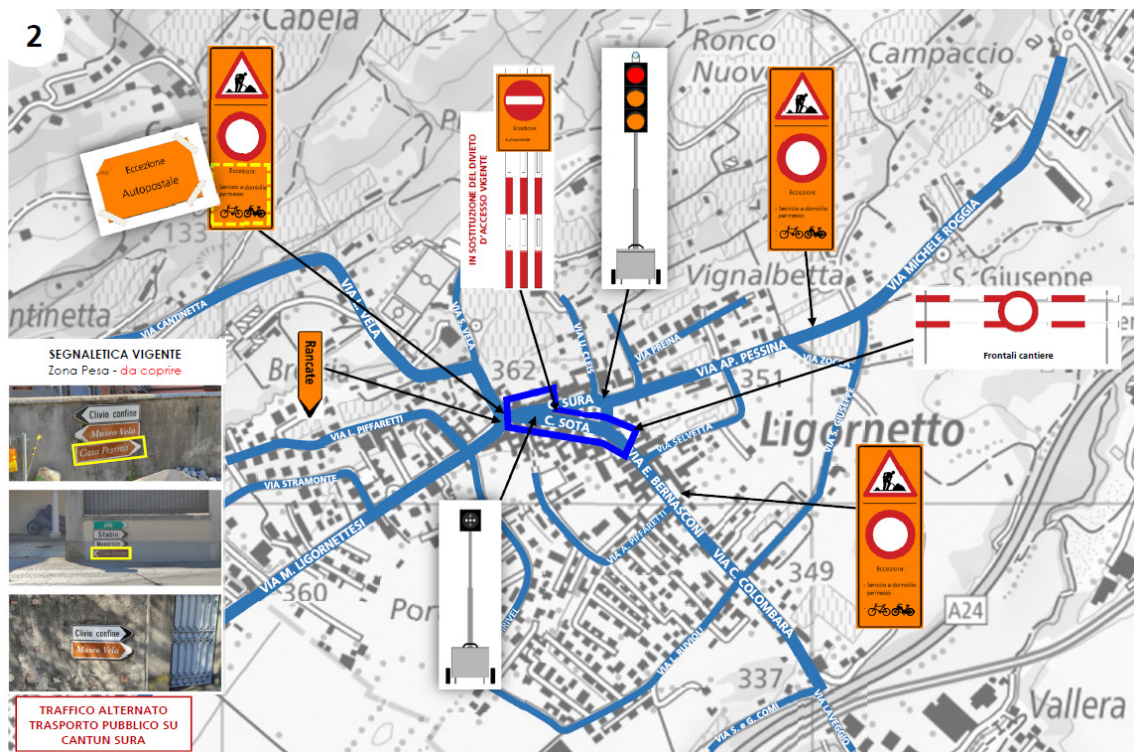 2
Cabela
Ronco
Nuovo
Campaccio
Eccezione
Autopostale
Eccezioni:
- Servizio a domicilio
permesso
IN SOSTITUZIONE DEL DIVIETO
D'ACCESSO VIGENTE
Eccezione:
Autopostale
Eccezioni:
- Servizio a domicilio
permesso
133
Vignalbetta
S. Giuseppe
ntinetta
VIA CANTINETTA
VIA L. VELA
VIA S. VELA
VIA U. CLEIS
VIA PREINA
VIA AP. PESSINA
VIA MICHELE ROGGIA
VIA ZOCCA
VIA S. GIUSEPPE
Frontali cantiere
SEGNALETICA VIGENTE
Zona Pesa - da coprire
Rancate
362
351
C. SURA
C. SOTA
Ligornetto
Clivio confine
Museo Vela
Casa Pessina
VIA L. PIFFARETTI
VIA STRAMONTE
VIA SELVETTA
VIA E. BERNASCONI
VIA A. PIFFARETTI
VIA M. LIGORNETTESI
360
VIA C. COLOMBARA
349
Eccezioni:
- Servizio a domicilio
permesso
A24
Stabio
Mendrisio
VIA L. RUVIOLI
337
VIA S. e G. COMI
VIA LAVEGGIO
Vallera
Clivio confine
Museo Vela
TRAFFICO ALTERNATO
TRASPORTO PUBBLICO SU
CANTUN SURA